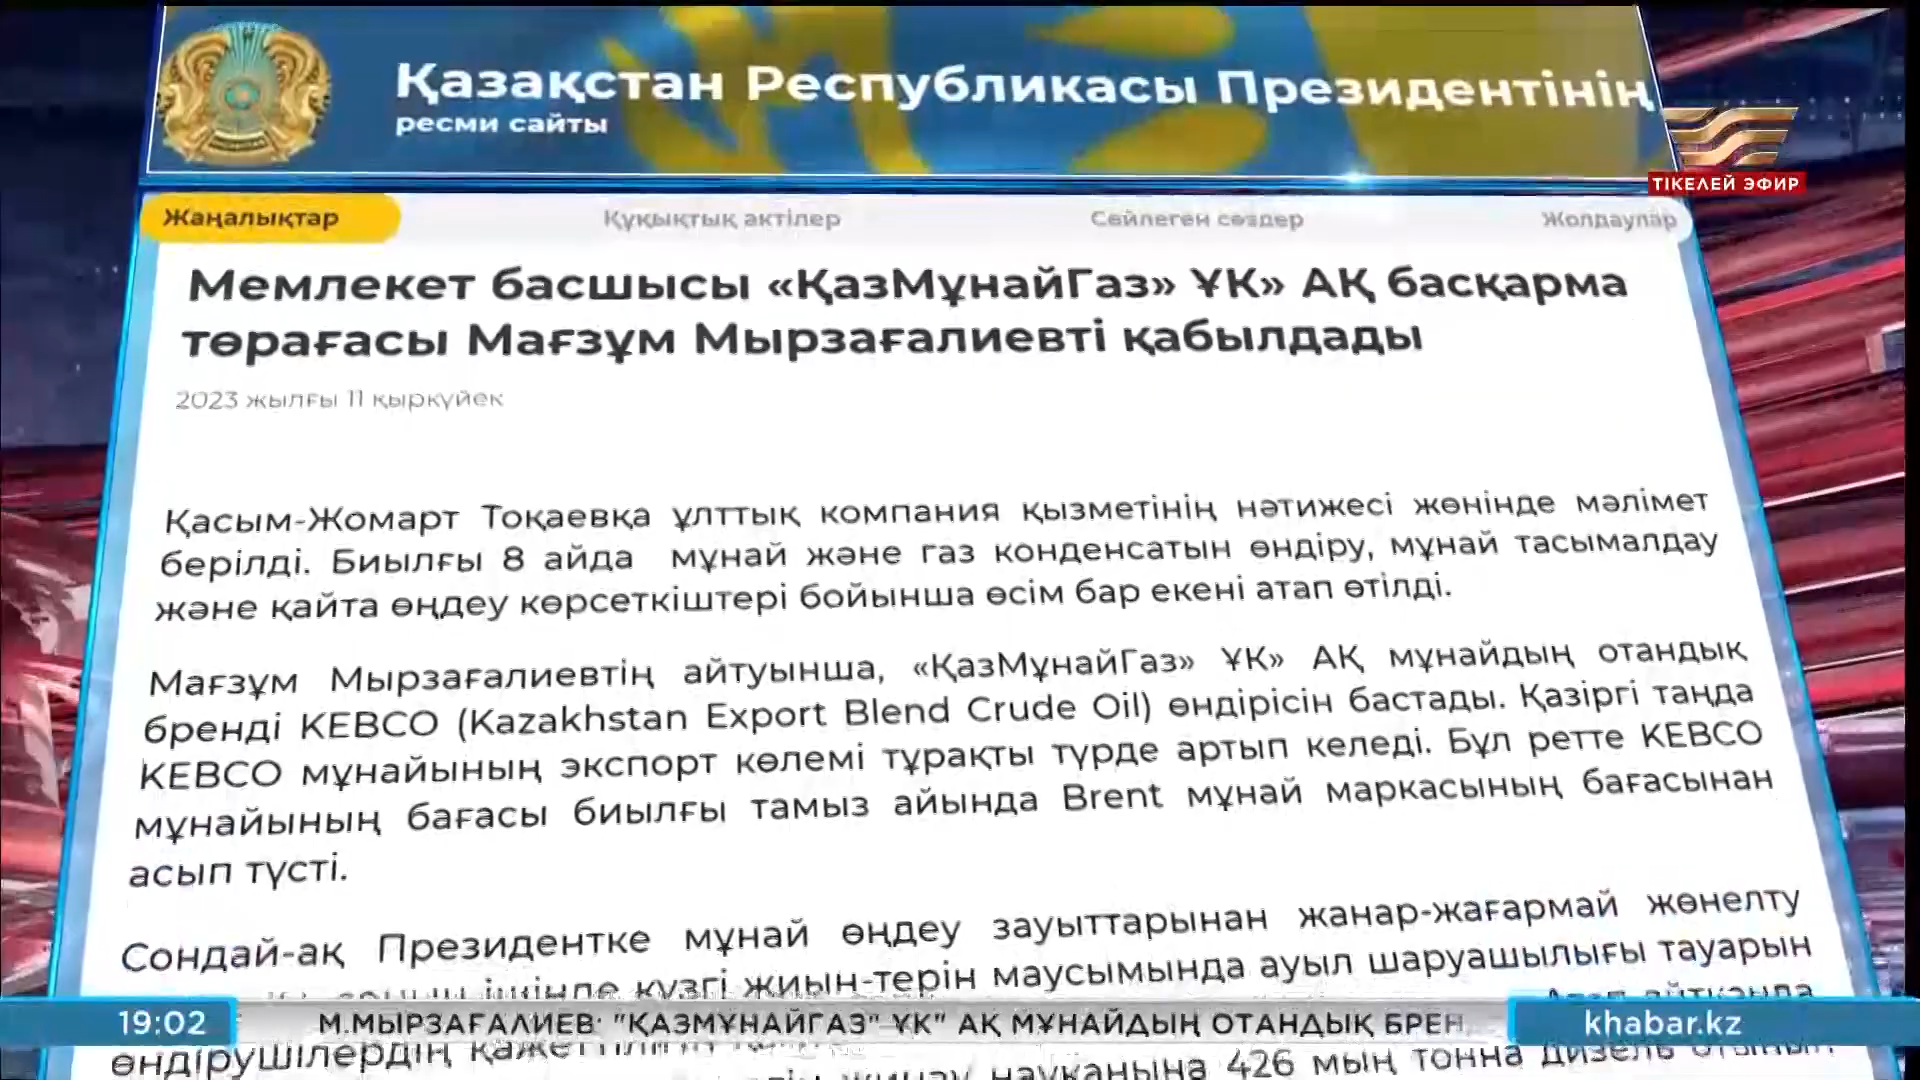 Қазақстан Республикасы Президентінің
ресми сайты
ТІКЕЛЕЙ ЭФИР
Жаңалықтар Құқықтық актілер Сөйлеген сөздер Жолдаулар
Мемлекет басшысы «ҚазМұнайГаз» ҰК» АҚ басқарма
төрағасы Мағзұм Мырзағалиевті қабылдады
2023 жылғы 11 қыркүйек
Қасым-Жомарт Тоқаевқа ұлттық компания қызметінің нәтижесі жөнінде мәлімет
берілді. Биылғы 8 айда мұнай және газ конденсатын өндіру, мұнай тасымалдау
және қайта өңдеу көрсеткіштері бойынша өсім бар екені атап өтілді.
Мағзұм Мырзағалиевтің айтуынша, «ҚазМұнайГаз» ҰК» АҚ мұнайдың отандық
бренді KEBCO (Kazakhstan Export Blend Crude Oil) өндірісін бастады. Қазіргі таңда
KEBCO мұнайының экспорт көлемі тұрақты түрде артып келеді. Бұл ретте KEBCO
мұнайының бағасы биылғы тамыз айында Brent мұнай маркасының бағасынан
асып түсті.
Сондай-ақ Президентке мұнай өңдеу зауыттарынан жанар-жағармай жөнелту
ішінде күзгі жиын-терін маусымында ауыл шаруашылығы тауарын
өндірушілердің айтқанда
науқанына 426 мың тонна дизель отынын
19:02 М.МЫРЗАҒАЛИЕВ: "ҚАЗМҰНАЙГАЗ" ҰК" АҚ МҰНАЙДЫҢ ОТАНДЫҚ БРЕН khabar.kz